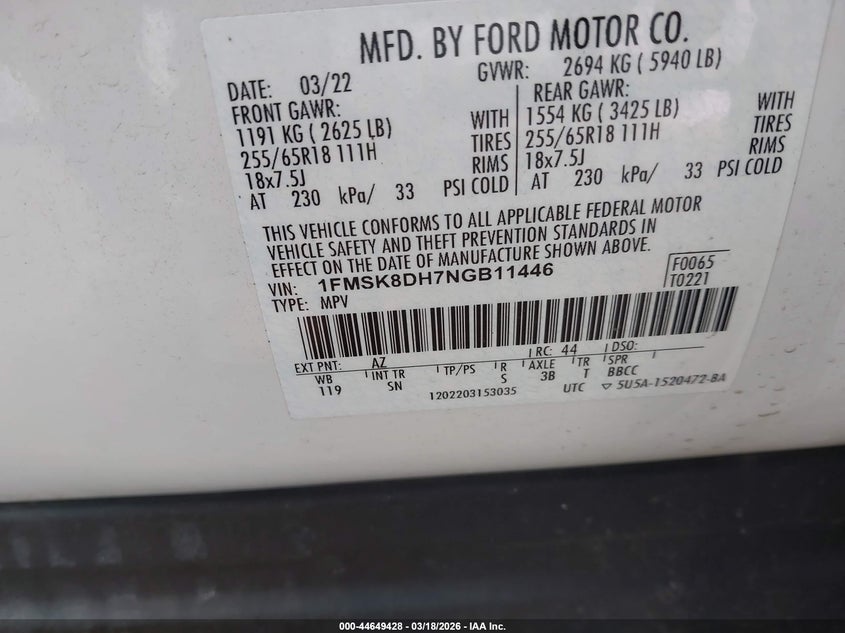 MFD. BY FORD MOTOR CO.
DATE: 03/22 GVWR: 2694 KG ( 5940 LB)
FRONT GAWR: REAR GAWR:
1191 KG ( 2625 LB) WITH 1554 KG ( 3425 LB) WITH
255/65R18 111H TIRES 255/65R18 111H TIRES
18x7.5J RIMS 18x7.5J RIMS
AT 230 kPa/ 33 PSI COLD AT 230 kPa/ 33 PSI COLD
THIS VEHICLE CONFORMS TO ALL APPLICABLE FEDERAL MOTOR
VEHICLE SAFETY AND THEFT PREVENTION STANDARDS IN
EFFECT ON THE DATE OF MANUFACTURE SHOWN ABOVE.
VIN: 1FMSK8DH7NGB11446 F0065
TYPE: MPV T0221
EXT PNT: AZ RC: 44 DSO:
WB INT TR TP/PS R AXLE TR SPR
119 SN S 3B T BBCC
1202203153035 UTC ▽ 5U5A-1520472-BA
000-44649428 - 03/18/2026 - IAA Inc.